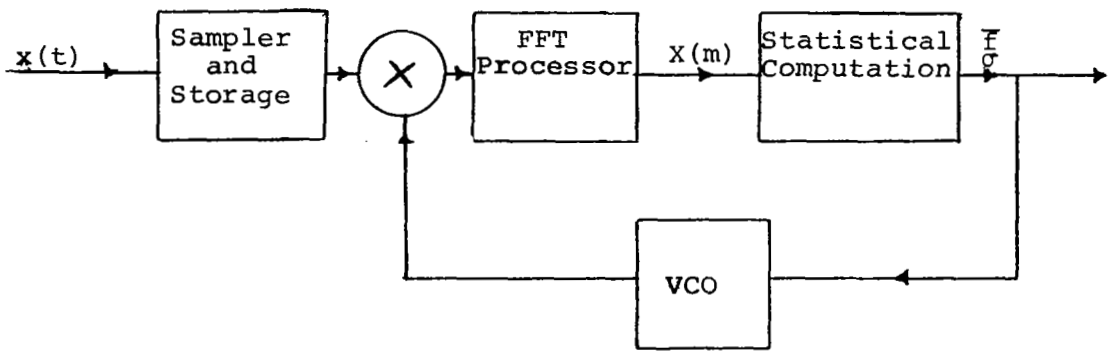 x(t)
Sampler
and
Storage
FFT
Processor
X(m)
Statistical
Computation
VCO